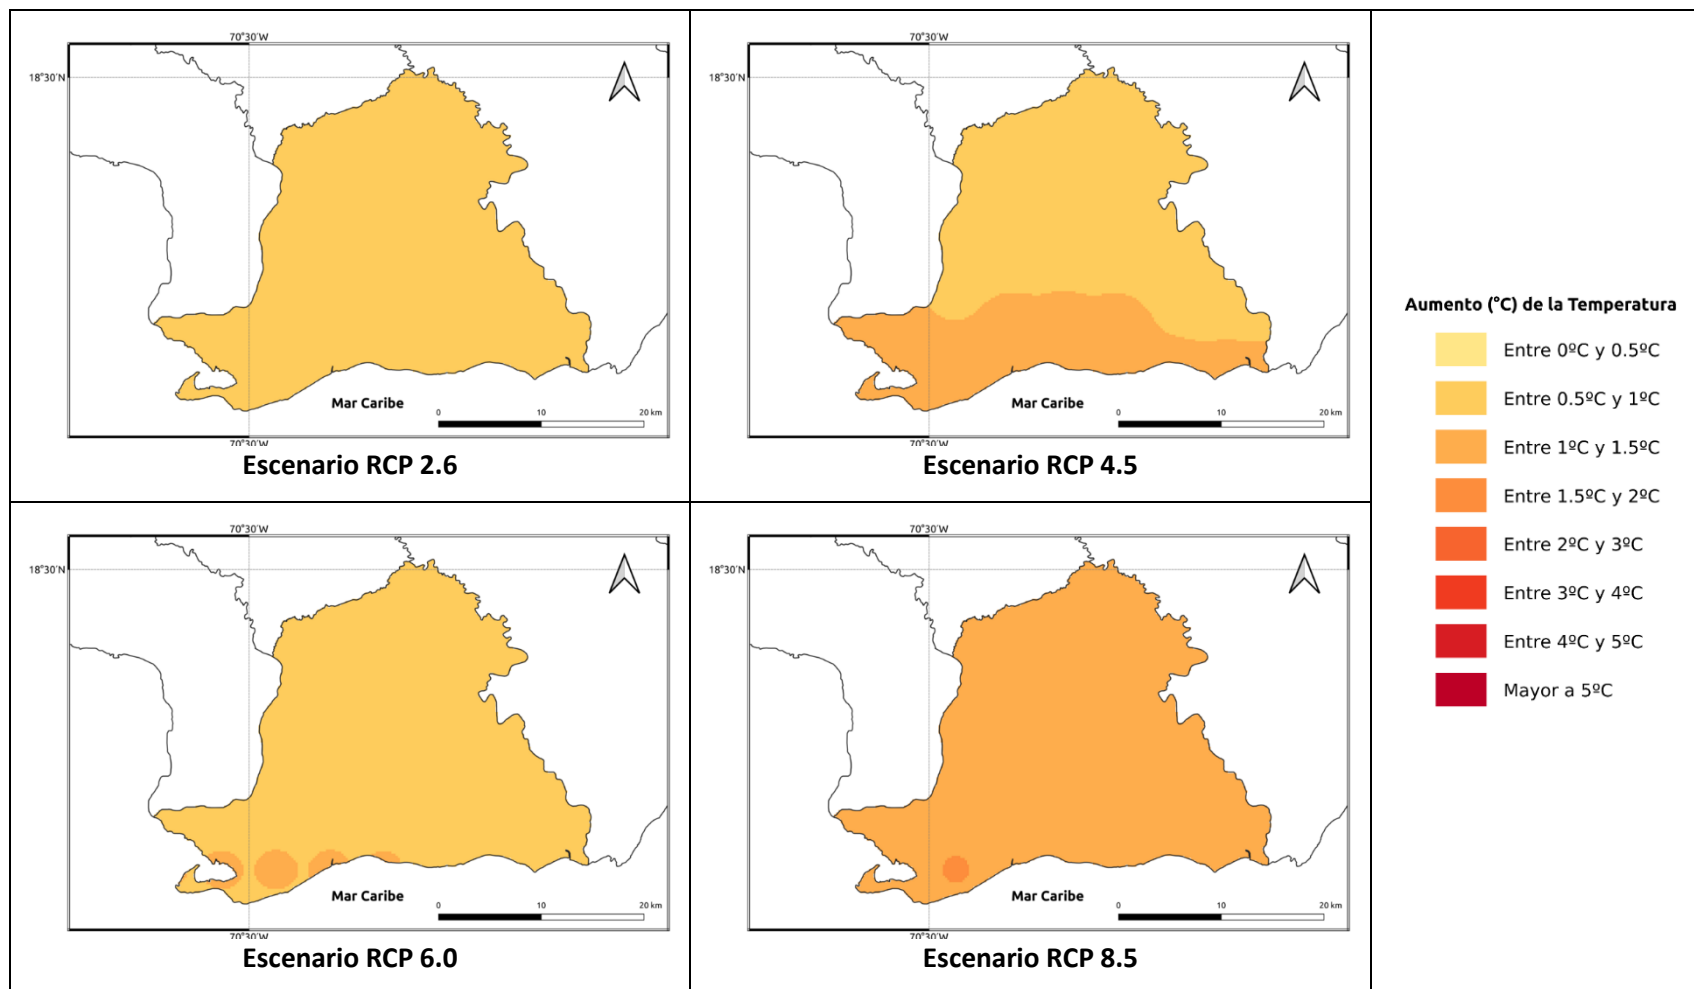 70°30'W
18°30'N
Mar Caribe
0 10 20 km
70°30'W
Escenario RCP 2.6
70°30'W
18°30'N
Mar Caribe
0 10 20 km
70°30'W
Escenario RCP 4.5
70°30'W
18°30'N
Mar Caribe
0 10 20 km
70°30'W
Escenario RCP 6.0
70°30'W
18°30'N
Mar Caribe
0 10 20 km
70°30'W
Escenario RCP 8.5
Aumento (°C) de la Temperatura
Entre 0ºC y 0.5ºC
Entre 0.5ºC y 1ºC
Entre 1ºC y 1.5ºC
Entre 1.5ºC y 2ºC
Entre 2ºC y 3ºC
Entre 3ºC y 4ºC
Entre 4ºC y 5ºC
Mayor a 5ºC